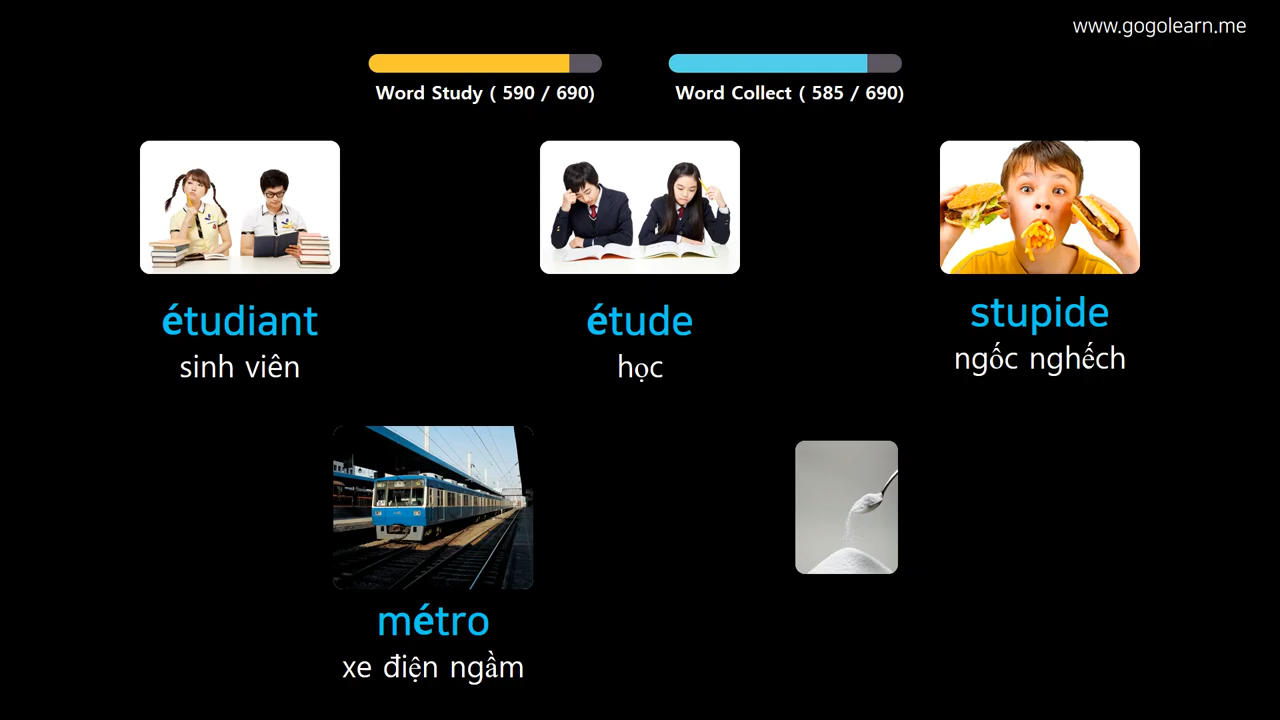 www.gogolearn.me
Word Study ( 590 / 690)
Word Collect ( 585 / 690)
étudiant
sinh viên
étude
học
stupide
ngốc nghếch
métro
xe điện ngầm